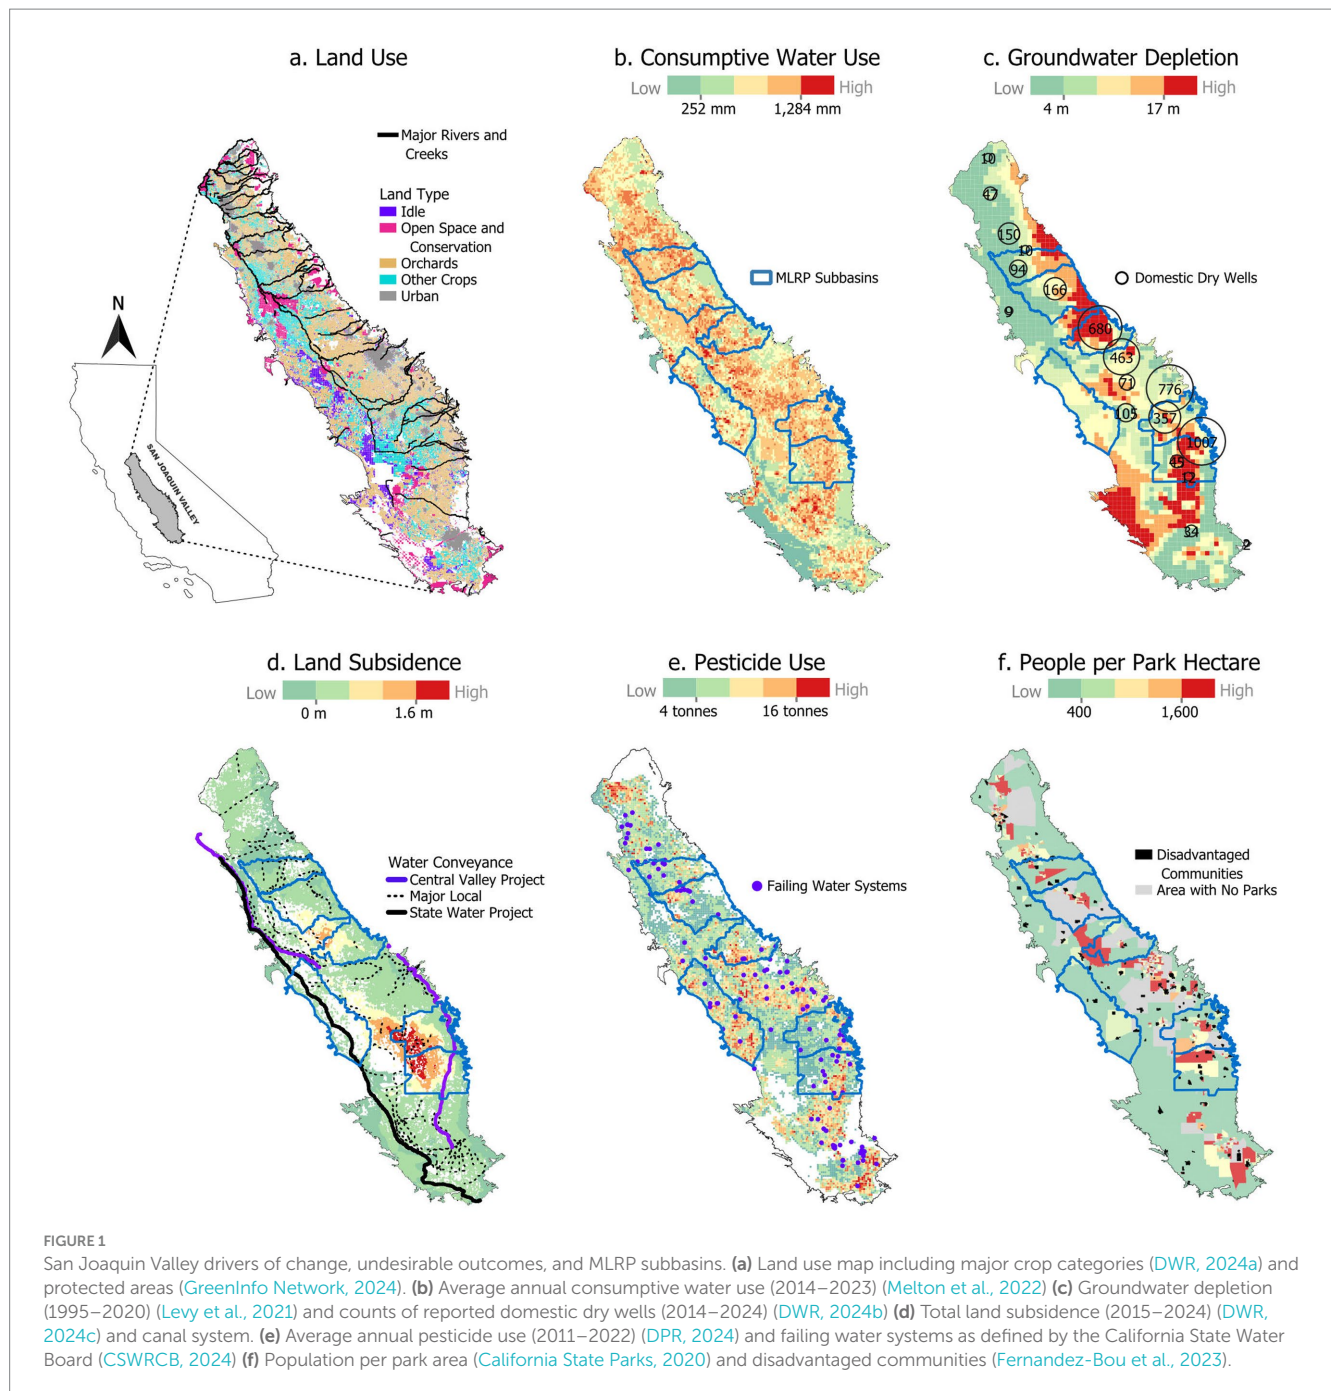 a. Land Use
Major Rivers and
Creeks
Land Type
Idle
Open Space and
Conservation
Orchards
Other Crops
Urban
N
SAN JOAQUIN VALLEY
b. Consumptive Water Use
Low High
252 mm 1,284 mm
MLRP Subbasins
c. Groundwater Depletion
Low High
4 m 17 m
Domestic Dry Wells
10
47
150
10
94
166
9
680
463
71
776
105
357
1007
45
12
34
2
d. Land Subsidence
Low High
0 m 1.6 m
Water Conveyance
Central Valley Project
Major Local
State Water Project
e. Pesticide Use
Low High
4 tonnes 16 tonnes
Failing Water Systems
f. People per Park Hectare
Low High
400 1,600
Disadvantaged
Communities
Area with No Parks
FIGURE 1
San Joaquin Valley drivers of change, undesirable outcomes, and MLRP subbasins. (a) Land use map including major crop categories (DWR, 2024a) and
protected areas (GreenInfo Network, 2024). (b) Average annual consumptive water use (2014–2023) (Melton et al., 2022) (c) Groundwater depletion
(1995–2020) (Levy et al., 2021) and counts of reported domestic dry wells (2014–2024) (DWR, 2024b) (d) Total land subsidence (2015–2024) (DWR,
2024c) and canal system. (e) Average annual pesticide use (2011–2022) (DPR, 2024) and failing water systems as defined by the California State Water
Board (CSWRCB, 2024) (f) Population per park area (California State Parks, 2020) and disadvantaged communities (Fernandez-Bou et al., 2023).